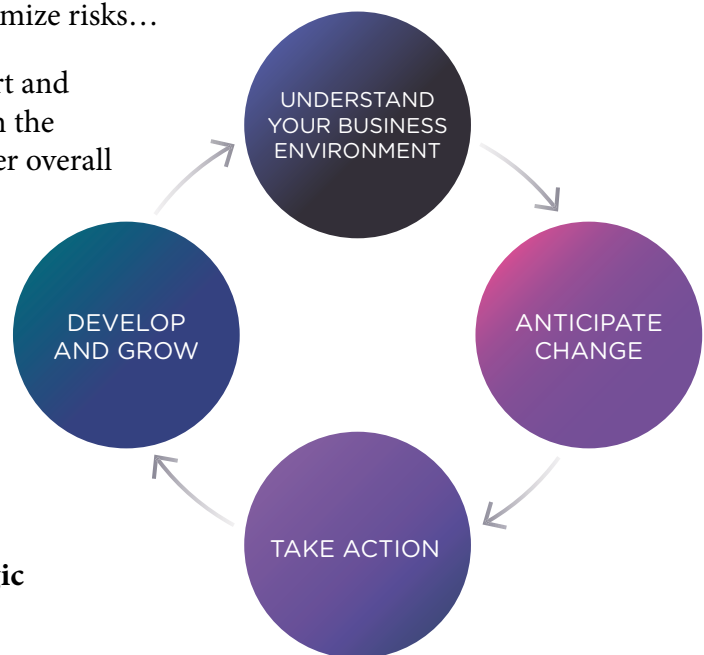 mize risks…
rt and
n the
er overall
UNDERSTAND
YOUR BUSINESS
ENVIRONMENT
DEVELOP
AND GROW
ANTICIPATE
CHANGE
TAKE ACTION
ic